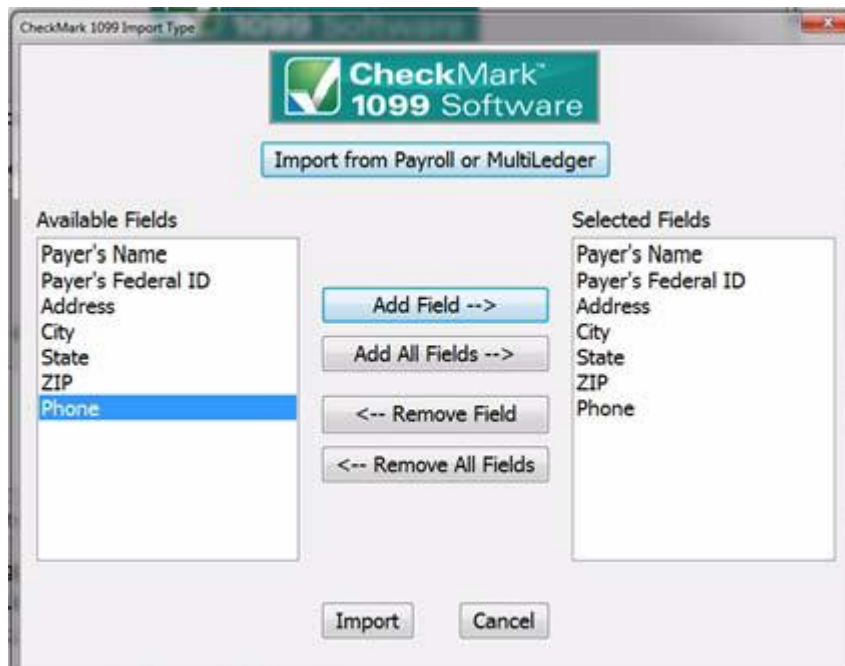 CheckMark 1099 Import Type
CheckMark™
1099 Software
Import from Payroll or MultiLedger
Available Fields
Payer's Name
Payer's Federal ID
Address
City
State
ZIP
Phone
Add Field -->
Add All Fields -->
<-- Remove Field
<-- Remove All Fields
Selected Fields
Payer's Name
Payer's Federal ID
Address
City
State
ZIP
Phone
Import
Cancel